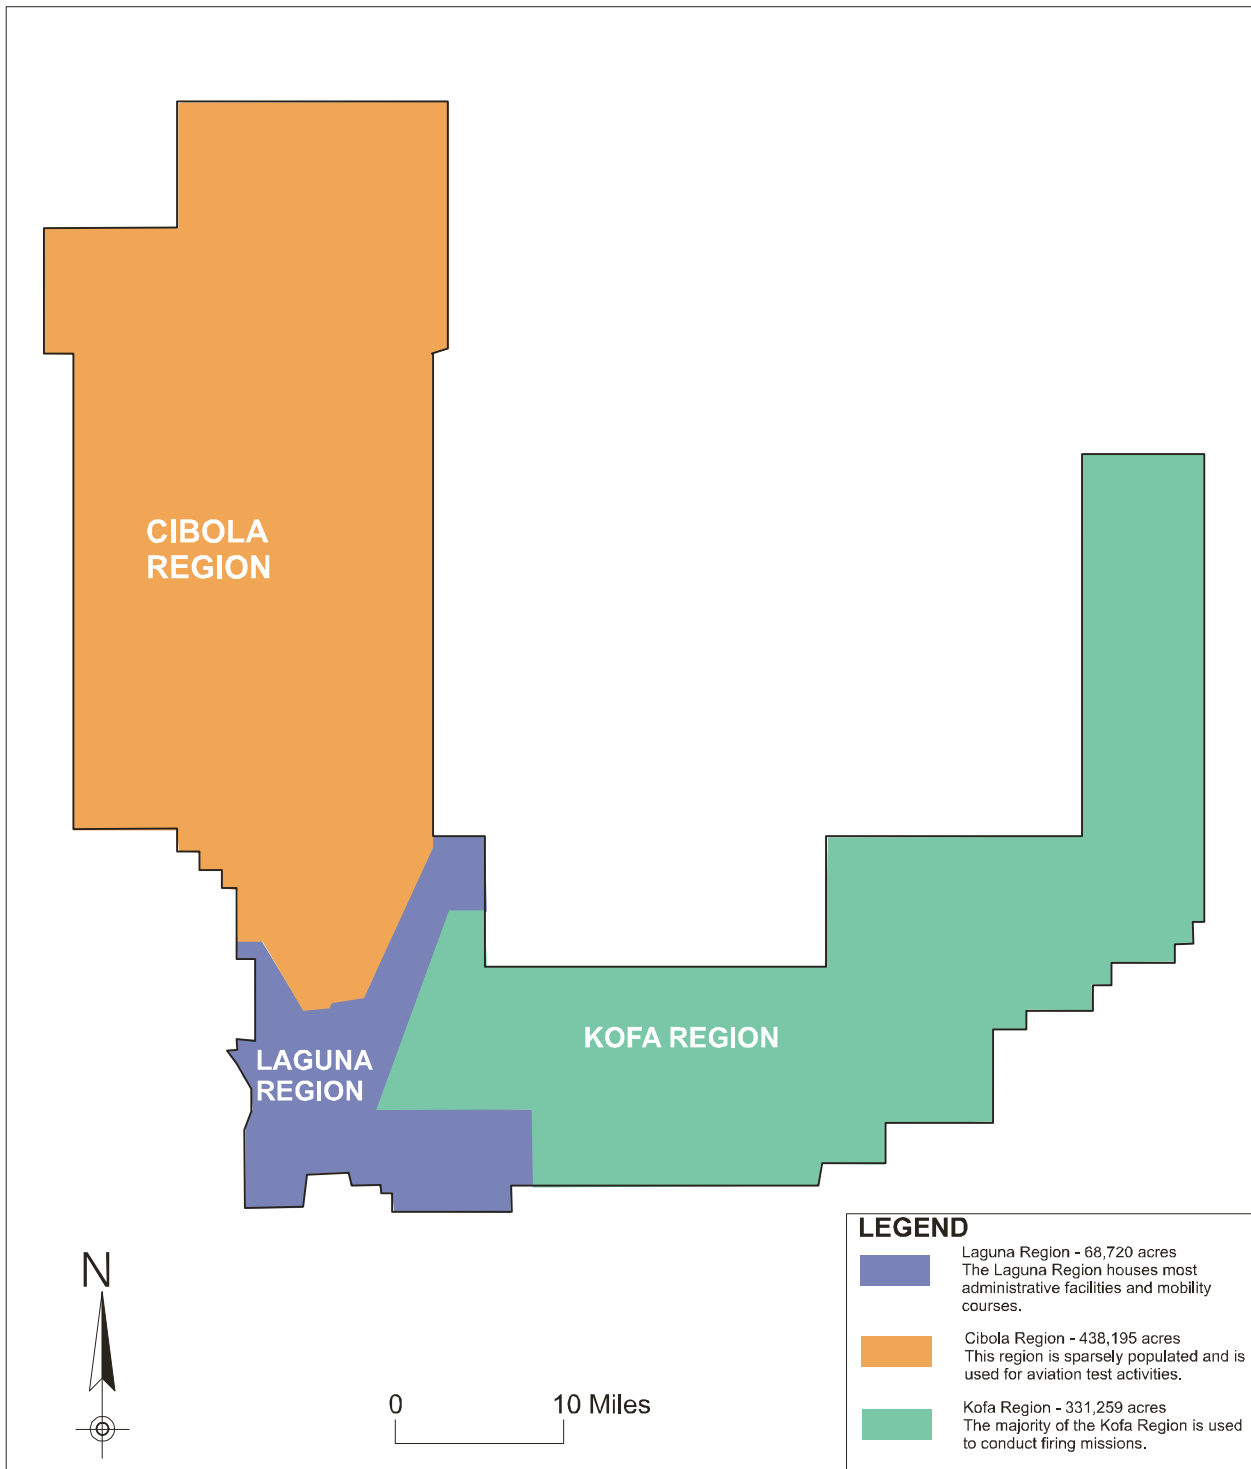 CIBOLA
REGION
KOFA REGION
LAGUNA
REGION
LEGEND
Laguna Region - 68,720 acres
The Laguna Region houses most
administrative facilities and mobility
courses.
Cibola Region - 438,195 acres
This region is sparsely populated and is
used for aviation test activities.
Kofa Region - 331,259 acres
The majority of the Kofa Region is used
to conduct firing missions.
N
0 10 Miles